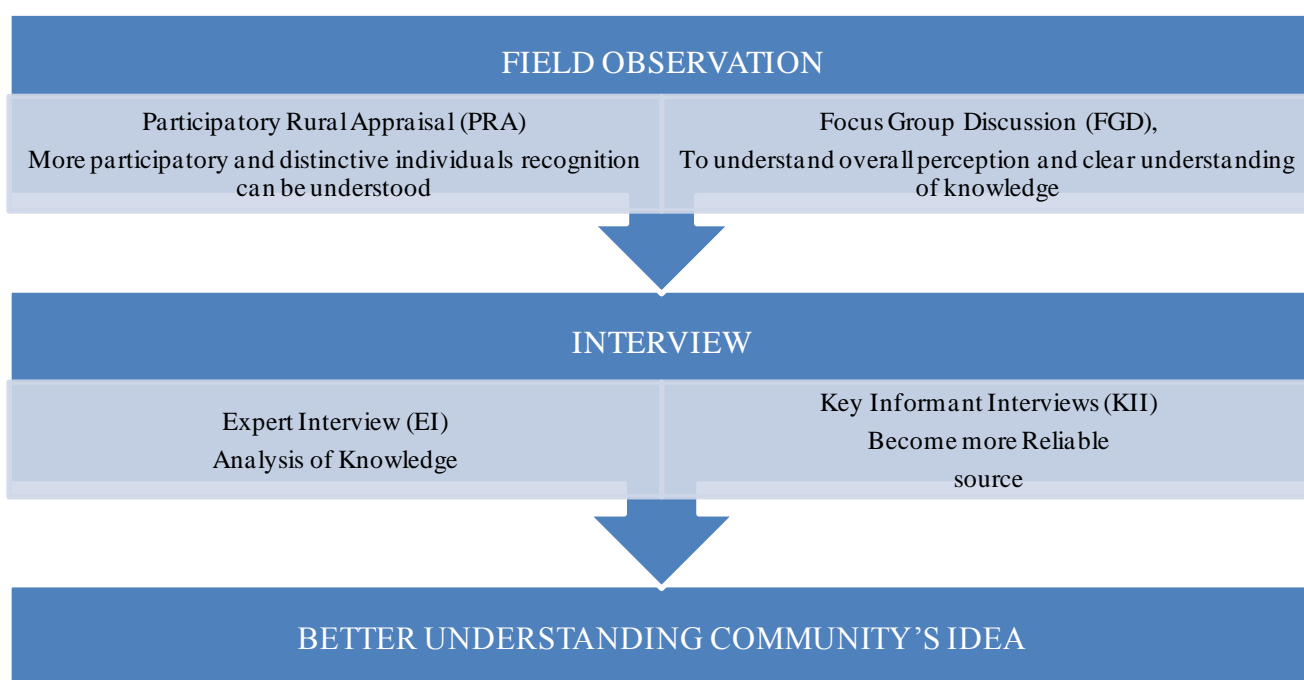 FIELD OBSERVATION
Participatory Rural Appraisal (PRA)
More participatory and distinctive individuals recognition
can be understood
Focus Group Discussion (FGD),
To understand overall perception and clear understanding
of knowledge
INTERVIEW
Expert Interview (EI)
Analysis of Knowledge
Key Informant Interviews (KII)
Become more Reliable
source
BETTER UNDERSTANDING COMMUNITY’S IDEA